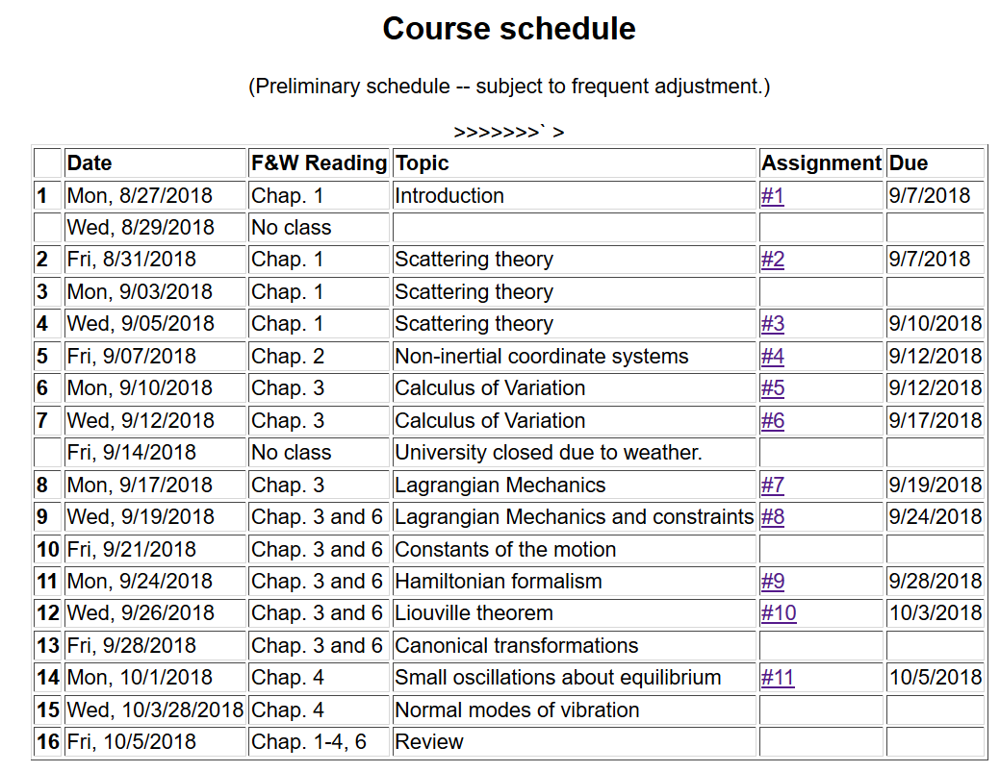 Course schedule
(Preliminary schedule -- subject to frequent adjustment.)
>>>>>>>` >
Date F&W Reading Topic Assignment Due
1 Mon, 8/27/2018 Chap. 1 Introduction #1 9/7/2018
Wed, 8/29/2018 No class
2 Fri, 8/31/2018 Chap. 1 Scattering theory #2 9/7/2018
3 Mon, 9/03/2018 Chap. 1 Scattering theory
4 Wed, 9/05/2018 Chap. 1 Scattering theory #3 9/10/2018
5 Fri, 9/07/2018 Chap. 2 Non-inertial coordinate systems #4 9/12/2018
6 Mon, 9/10/2018 Chap. 3 Calculus of Variation #5 9/12/2018
7 Wed, 9/12/2018 Chap. 3 Calculus of Variation #6 9/17/2018
Fri, 9/14/2018 No class University closed due to weather.
8 Mon, 9/17/2018 Chap. 3 Lagrangian Mechanics #7 9/19/2018
9 Wed, 9/19/2018 Chap. 3 and 6 Lagrangian Mechanics and constraints #8 9/24/2018
10 Fri, 9/21/2018 Chap. 3 and 6 Constants of the motion
11 Mon, 9/24/2018 Chap. 3 and 6 Hamiltonian formalism #9 9/28/2018
12 Wed, 9/26/2018 Chap. 3 and 6 Liouville theorem #10 10/3/2018
13 Fri, 9/28/2018 Chap. 3 and 6 Canonical transformations
14 Mon, 10/1/2018 Chap. 4 Small oscillations about equilibrium #11 10/5/2018
15 Wed, 10/3/28/2018 Chap. 4 Normal modes of vibration
16 Fri, 10/5/2018 Chap. 1-4, 6 Review